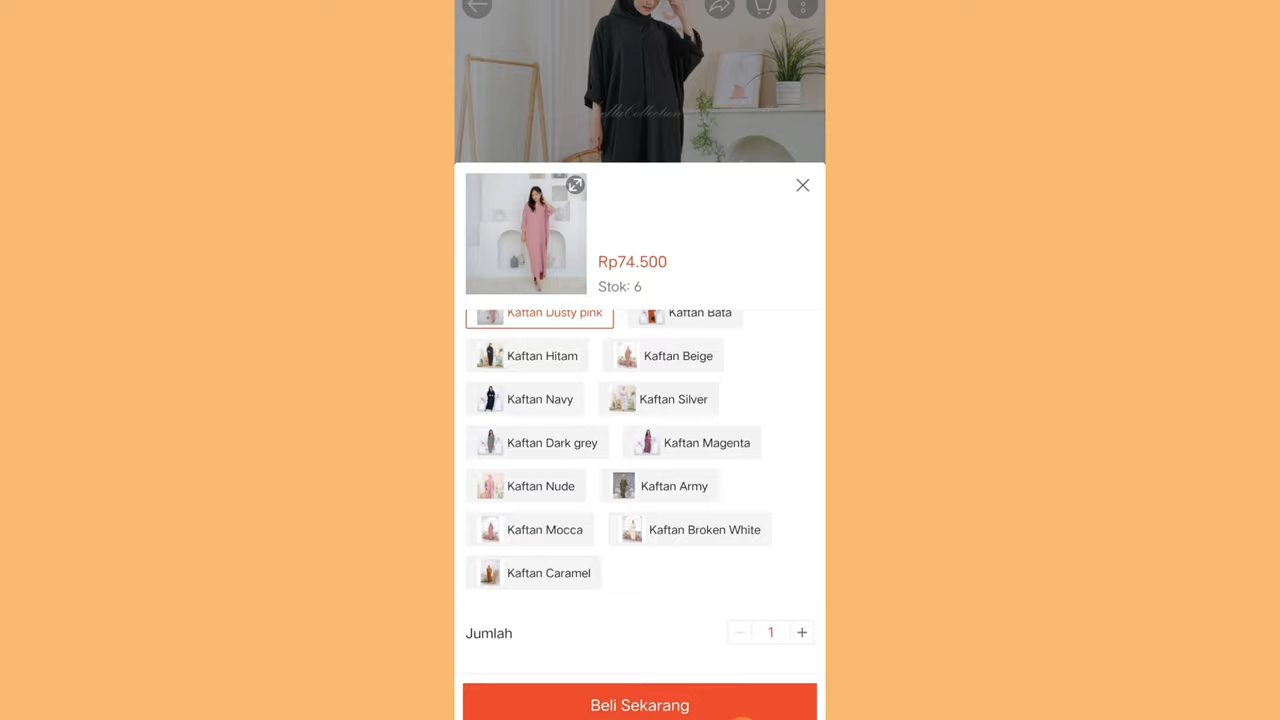 Rp74.500
Stok: 6
Kaftan Dusty pink
Kaftan Bata
Kaftan Hitam
Kaftan Beige
Kaftan Navy
Kaftan Silver
Kaftan Dark grey
Kaftan Magenta
Kaftan Nude
Kaftan Army
Kaftan Mocca
Kaftan Broken White
Kaftan Caramel
Jumlah
1
Beli Sekarang